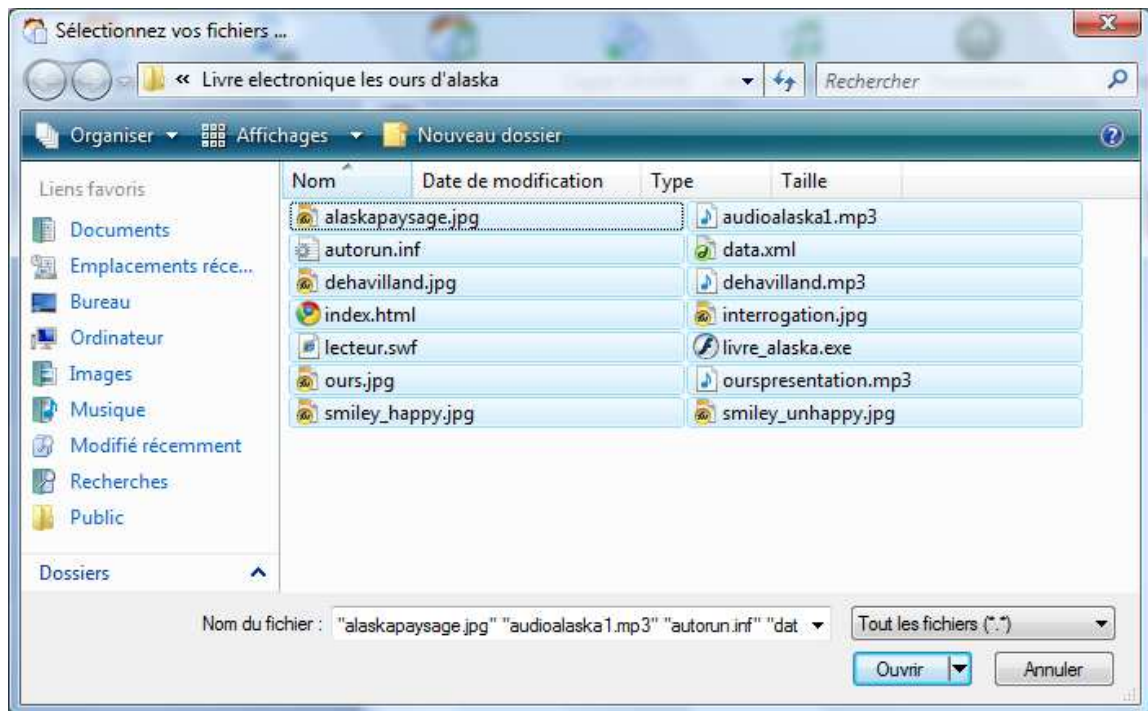 Sélectionnez vos fichiers ...
« Livre electronique les ours d'alaska
Rechercher
Organiser Affichages Nouveau dossier
Liens favoris
Documents
Emplacements réce...
Bureau
Ordinateur
Images
Musique
Modifié récemment
Recherches
Public
Dossiers
Nom Date de modification Type Taille
alaskapaysage.jpg audioalaska1.mp3
autorun.inf data.xml
dehavilland.jpg dehavilland.mp3
index.html interrogation.jpg
lecteur.swf livre_alaska.exe
ours.jpg ourspresentation.mp3
smiley_happy.jpg smiley_unhappy.jpg
Nom du fichier : "alaskapaysage.jpg" "audioalaska1.mp3" "autorun.inf" "dat
Tout les fichiers (*.*)
Ouvrir Annuler